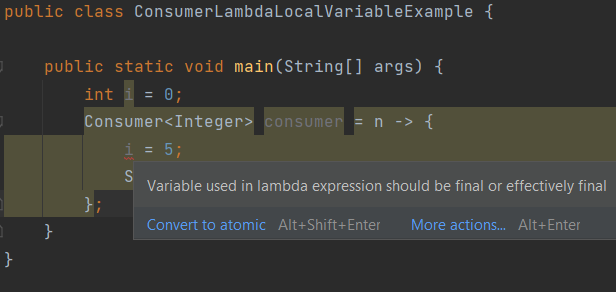 public class ConsumerLambdaLocalVariableExample {
public static void main(String[] args) {
int i = 0;
Consumer<Integer> consumer = n -> {
i = 5;
S
Variable used in lambda expression should be final or effectively final
};
Convert to atomic Alt+Shift+Enter More actions... Alt+Enter
}
}